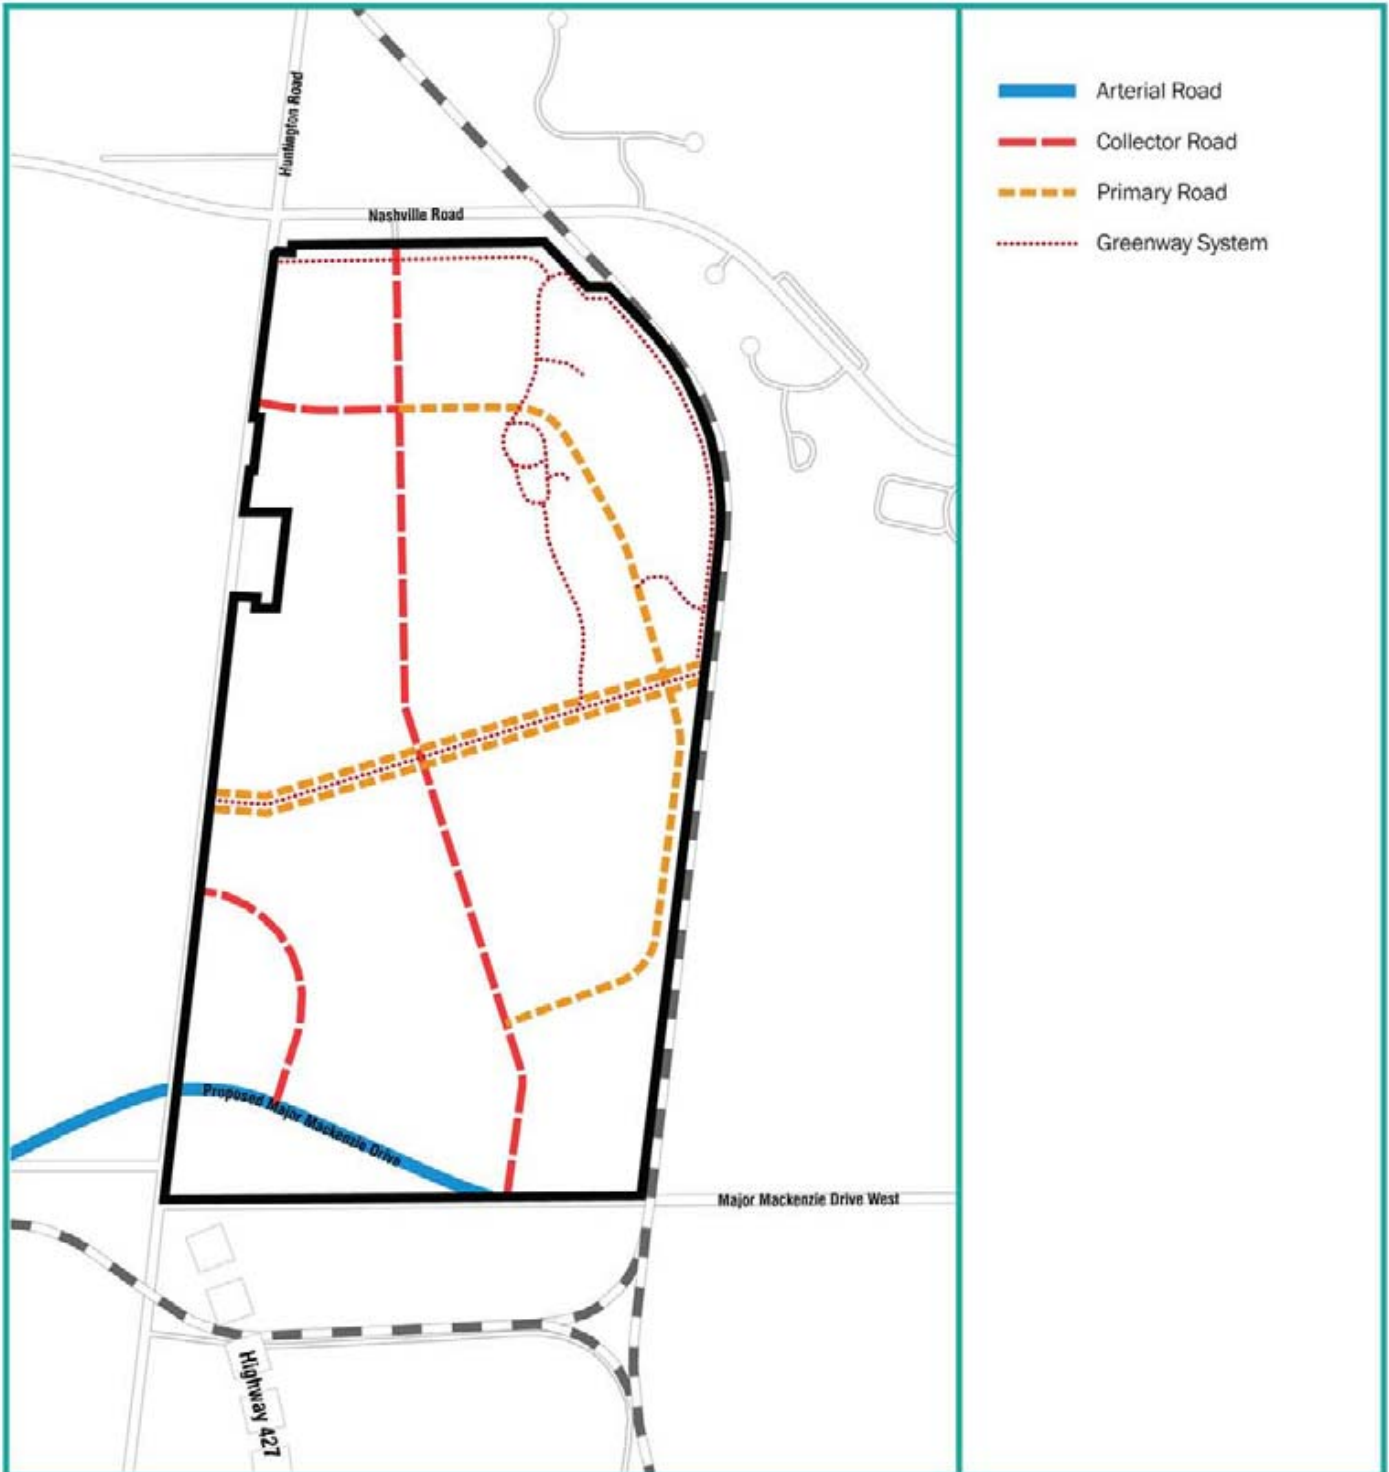 Huntington Road
Nashville Road
Proposed Major Mackenzie Drive
Major Mackenzie Drive West
Highway 427
Arterial Road
Collector Road
Primary Road
Greenway System